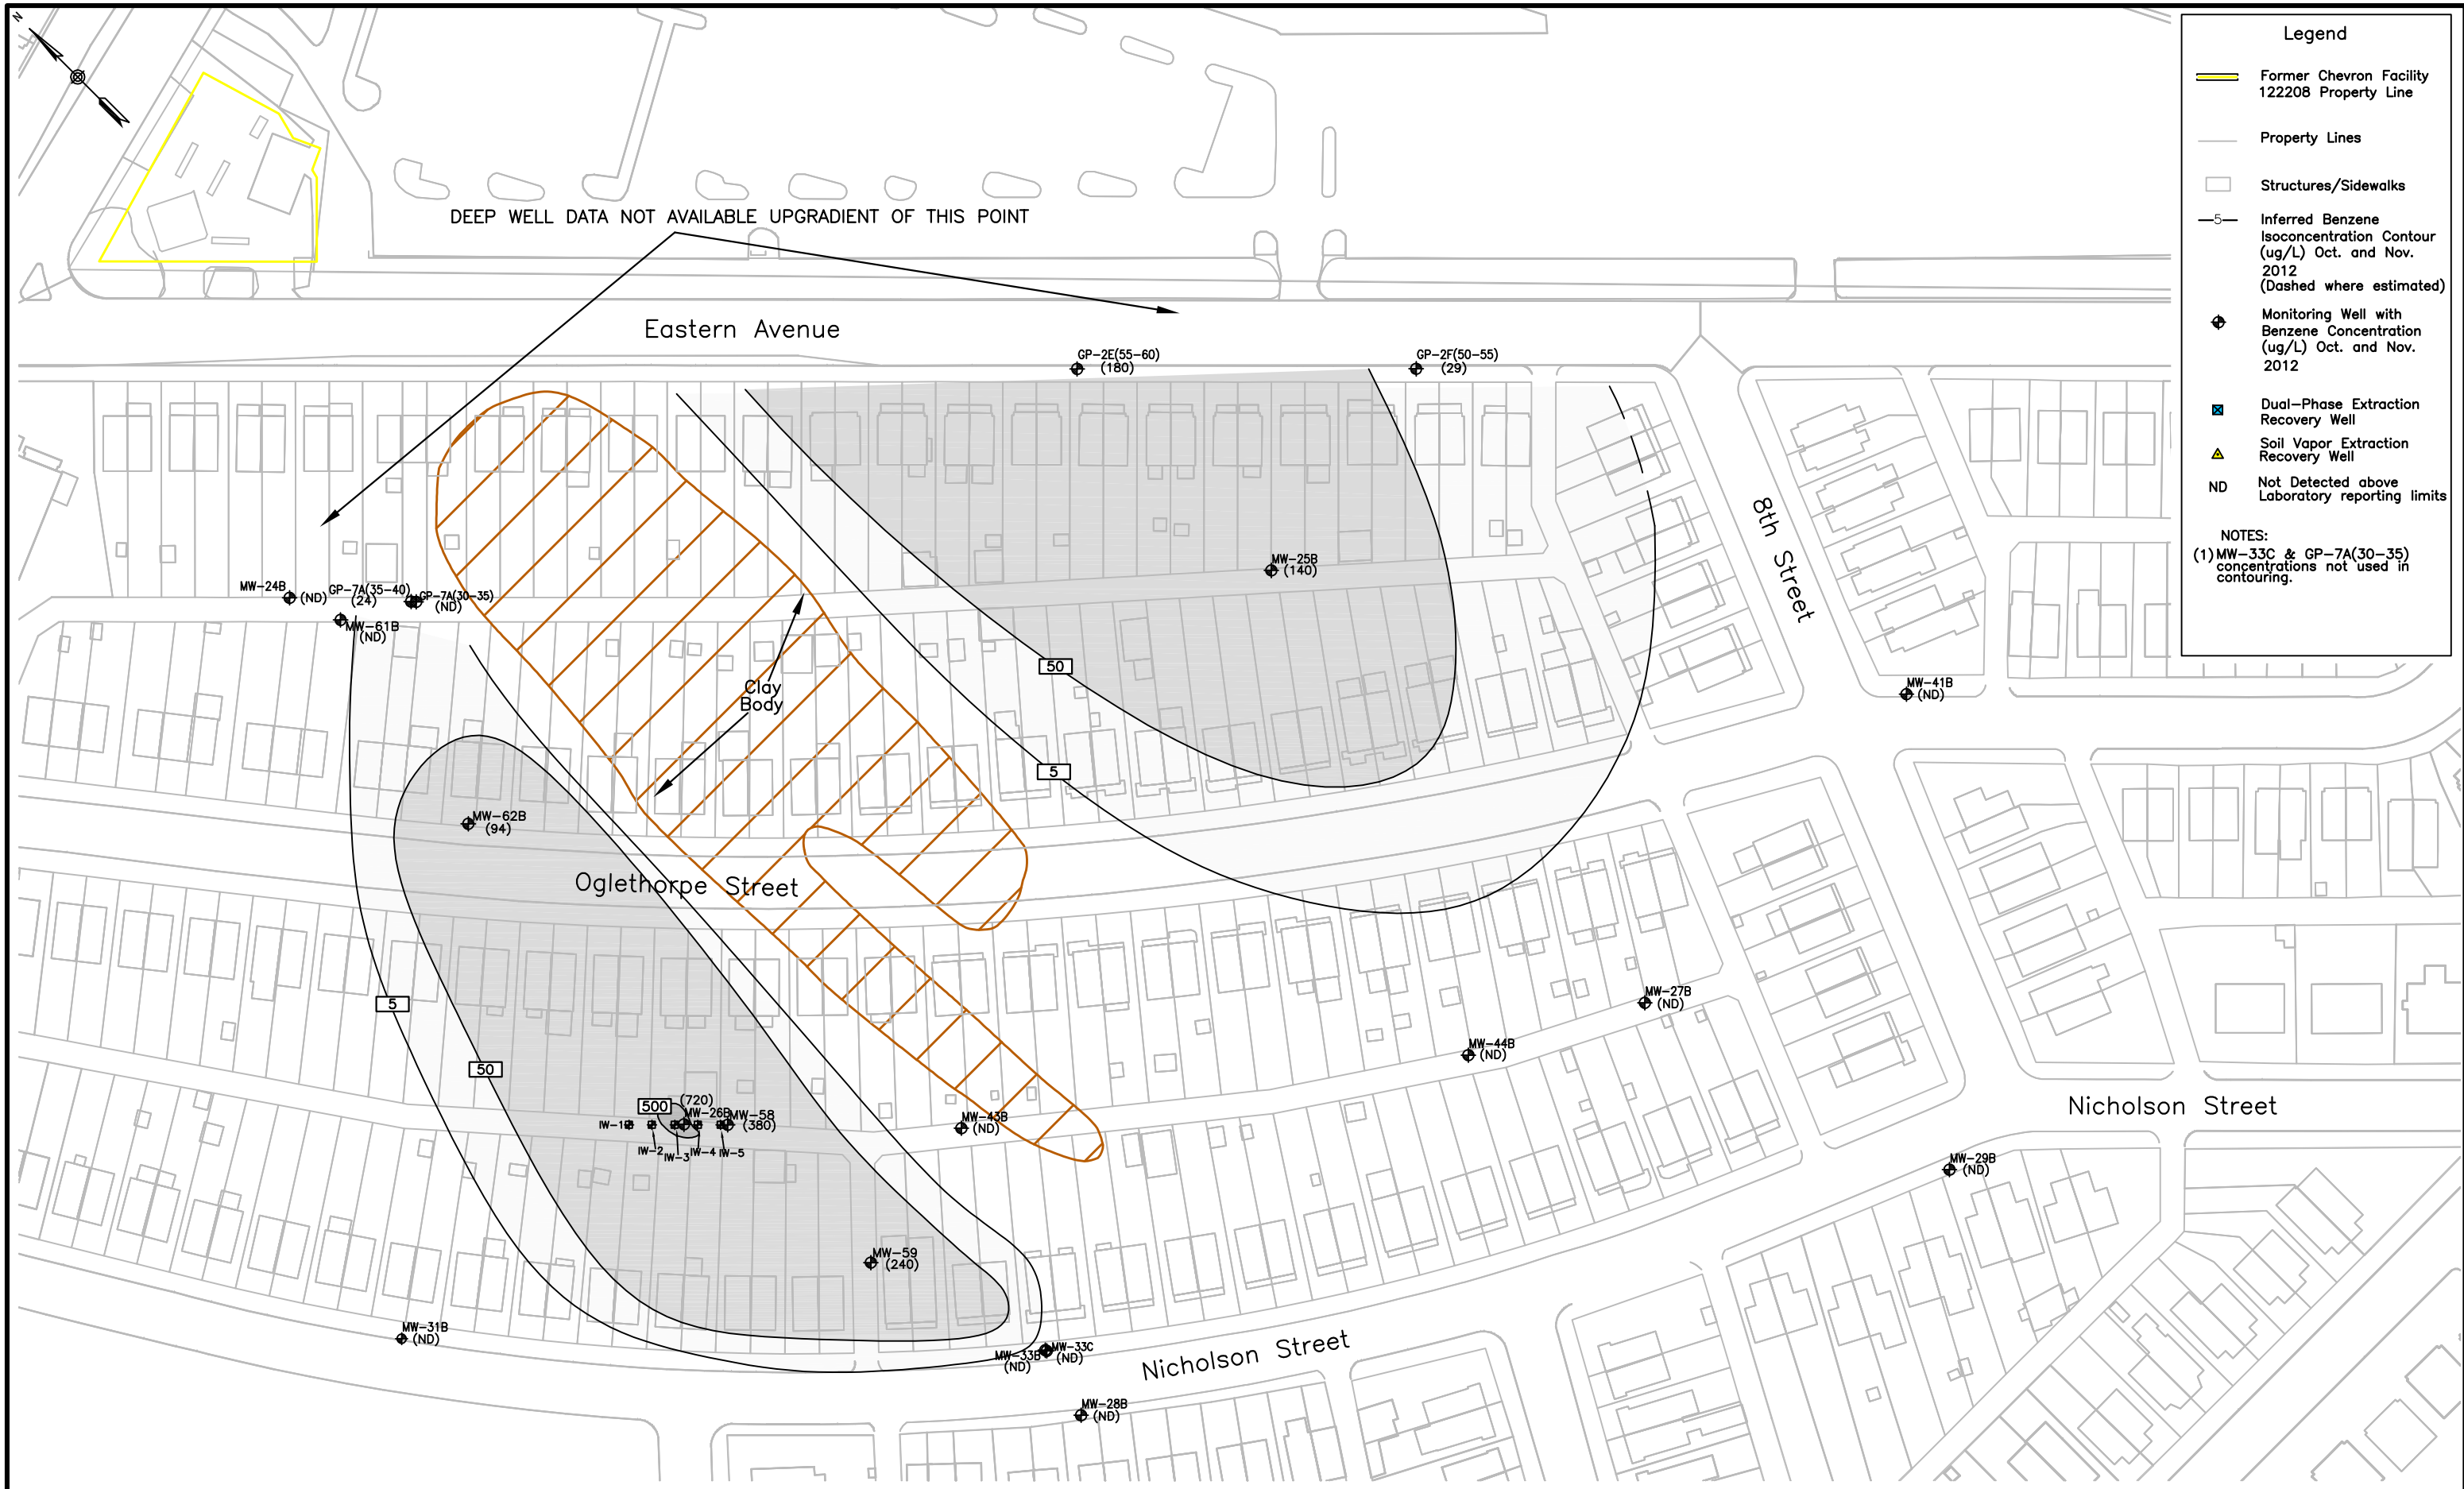 N
Legend
Former Chevron Facility
122208 Property Line
Property Lines
Structures/Sidewalks
5
Inferred Benzene
Isoconcentration Contour
(ug/L) Oct. and Nov.
2012
(Dashed where estimated)
Monitoring Well with
Benzene Concentration
(ug/L) Oct. and Nov.
2012
Dual-Phase Extraction
Recovery Well
Soil Vapor Extraction
Recovery Well
ND
Not Detected above
Laboratory reporting limits
NOTES:
(1) MW-33C & GP-7A(30-35)
concentrations not used in
contouring.
DEEP WELL DATA NOT AVAILABLE UPGRADIENT OF THIS POINT
Eastern Avenue
GP-2E(55-60)
(180)
GP-2F(50-55)
(29)
8th Street
MW-25B
(140)
MW-24B
(ND)
GP-7A(35-40)
(24)
GP-7A(30-35)
(ND)
MW-61B
(ND)
50
Clay
Body
MW-41B
(ND)
5
MW-62B
(94)
Oglethorpe Street
5
MW-27B
(ND)
50
MW-44B
(ND)
500
(720)
MW-26B
MW-58
(380)
IW-1
IW-2
IW-3
IW-4
IW-5
MW-43B
(ND)
Nicholson Street
MW-29B
(ND)
MW-59
(240)
MW-31B
(ND)
MW-33B
(ND)
MW-33C
(ND)
Nicholson Street
MW-28B
(ND)